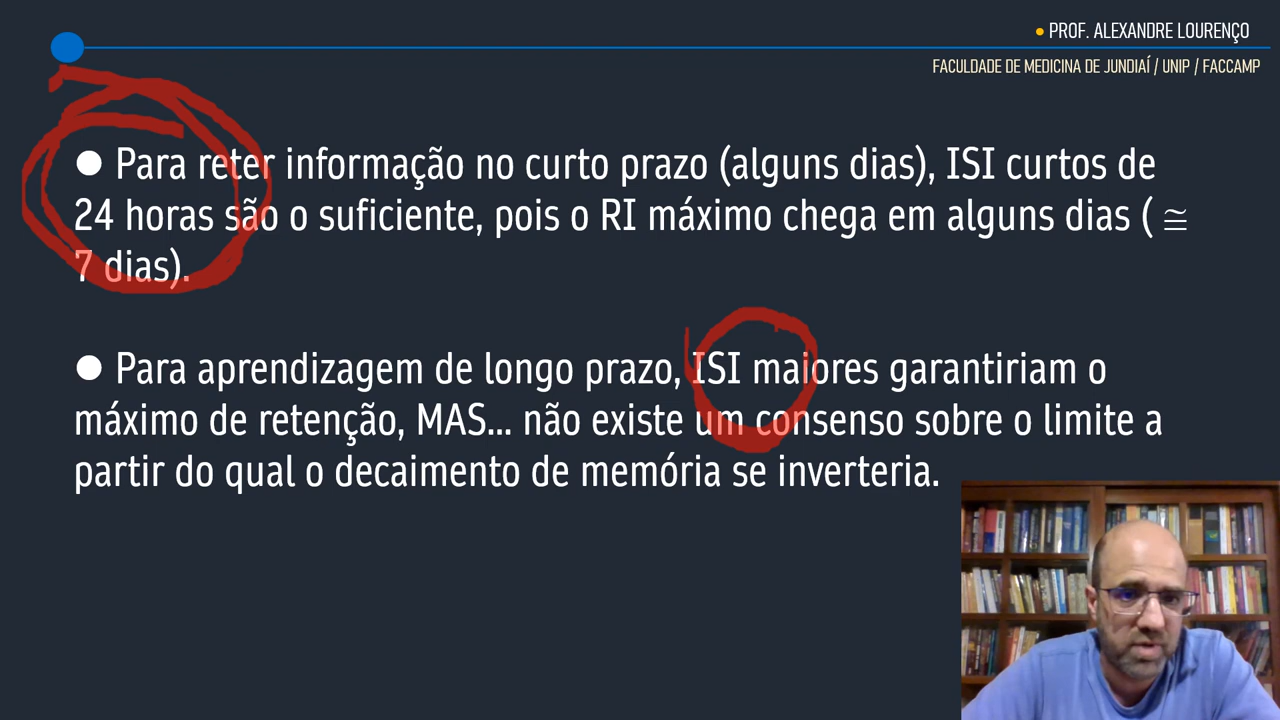 ● PROF. ALEXANDRE LOURENÇO
FACULDADE DE MEDICINA DE JUNDIAÍ / UNIP / FACCAMP
● Para reter informação no curto prazo (alguns dias), ISI curtos de
24 horas são o suficiente, pois o RI máximo chega em alguns dias ( ≅
7 dias).
● Para aprendizagem de longo prazo, ISI maiores garantiriam o
máximo de retenção, MAS... não existe um consenso sobre o limite a
partir do qual o decaimento de memória se inverteria.